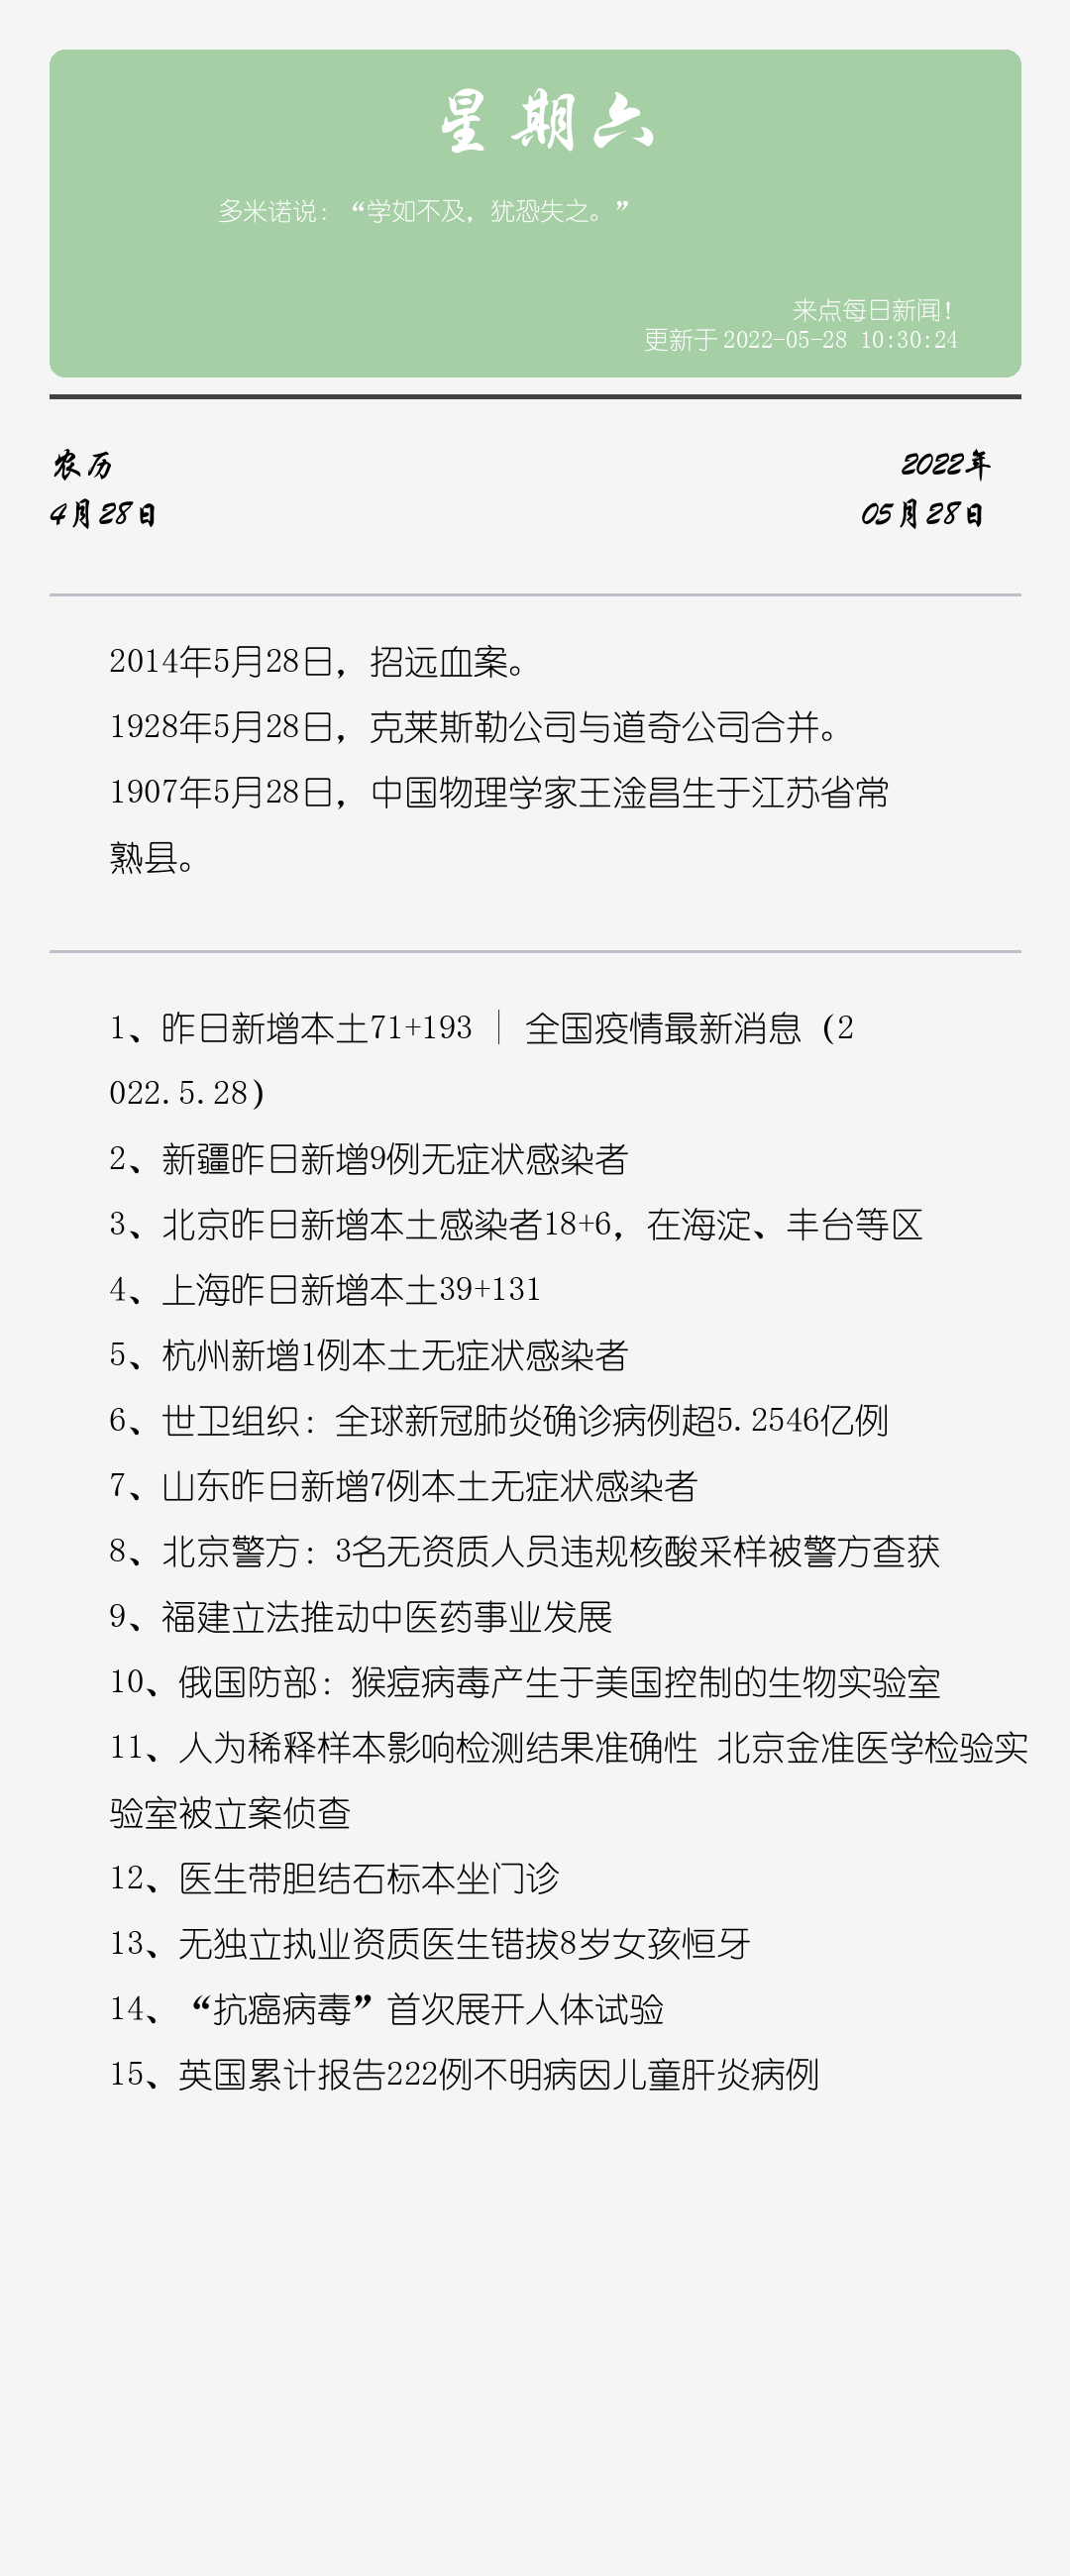 星期六
多米诺说：“学如不及，犹恐失之。”
来点每日新闻！
更新于 2022-05-28 10:30:24
农历
2022年
4月28日
05月28日
2014年5月28日，招远血案。
1928年5月28日，克莱斯勒公司与道奇公司合并。
1907年5月28日，中国物理学家王淦昌生于江苏省常
熟县。
1、昨日新增本土71+193 ｜ 全国疫情最新消息（2
022.5.28）
2、新疆昨日新增9例无症状感染者
3、北京昨日新增本土感染者18+6，在海淀、丰台等区
4、上海昨日新增本土39+131
5、杭州新增1例本土无症状感染者
6、世卫组织：全球新冠肺炎确诊病例超5.2546亿例
7、山东昨日新增7例本土无症状感染者
8、北京警方：3名无资质人员违规核酸采样被警方查获
9、福建立法推动中医药事业发展
10、俄国防部：猴痘病毒产生于美国控制的生物实验室
11、人为稀释样本影响检测结果准确性 北京金准医学检验实
验室被立案侦查
12、医生带胆结石标本坐门诊
13、无独立执业资质医生错拔8岁女孩恒牙
14、“抗癌病毒”首次展开人体试验
15、英国累计报告222例不明病因儿童肝炎病例